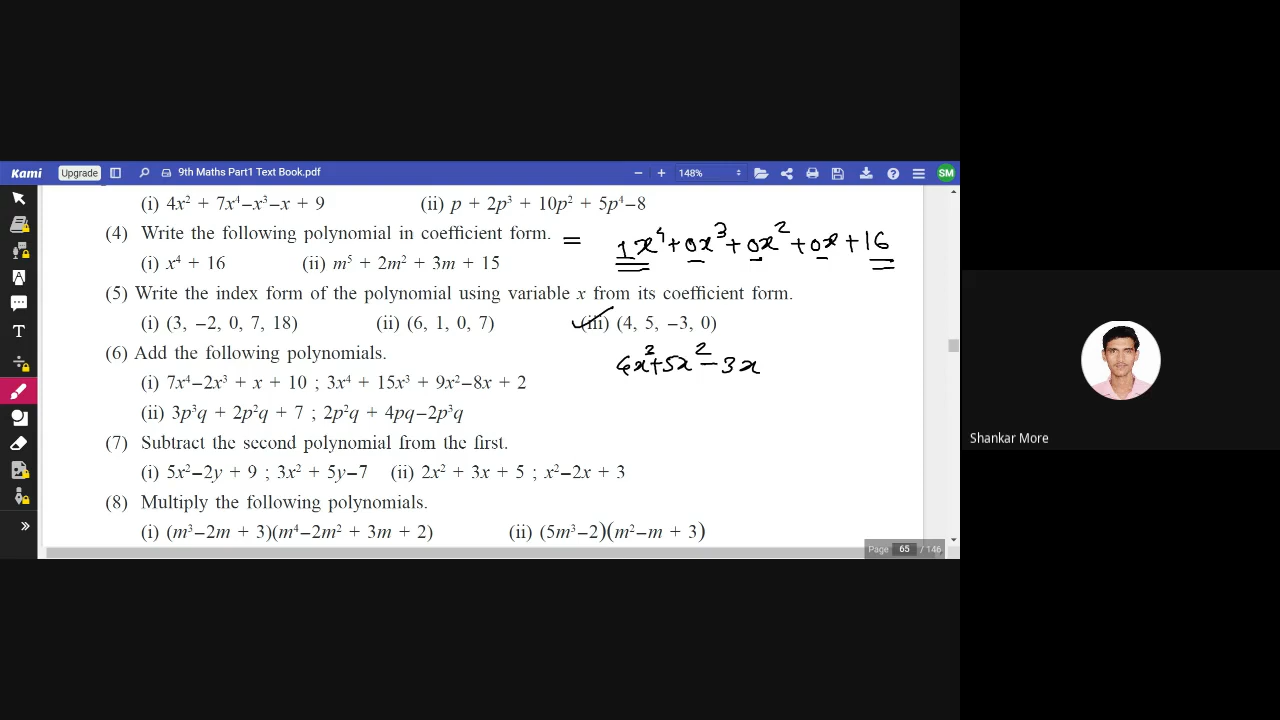 Kami Upgrade 9th Maths Part1 Text Book.pdf 148% SM
(i) 4x² + 7x⁴–x³–x + 9 (ii) p + 2p³ + 10p² + 5p⁴–8
(4) Write the following polynomial in coefficient form. = 1x⁴+0x³+0x²+0x+16
(i) x⁴ + 16 (ii) m⁵ + 2m² + 3m + 15
(5) Write the index form of the polynomial using variable x from its coefficient form.
(i) (3, –2, 0, 7, 18) (ii) (6, 1, 0, 7) (iii) (4, 5, –3, 0)
(6) Add the following polynomials. 4x²+5x²–3x
(i) 7x⁴–2x³ + x + 10 ; 3x⁴ + 15x³ + 9x²–8x + 2
(ii) 3p³q + 2p²q + 7 ; 2p²q + 4pq–2p³q
(7) Subtract the second polynomial from the first.
(i) 5x²–2y + 9 ; 3x² + 5y–7 (ii) 2x² + 3x + 5 ; x²–2x + 3
(8) Multiply the following polynomials.
(i) (m³–2m + 3)(m⁴–2m² + 3m + 2) (ii) (5m³–2)(m²–m + 3)
Page 65 / 146
Shankar More